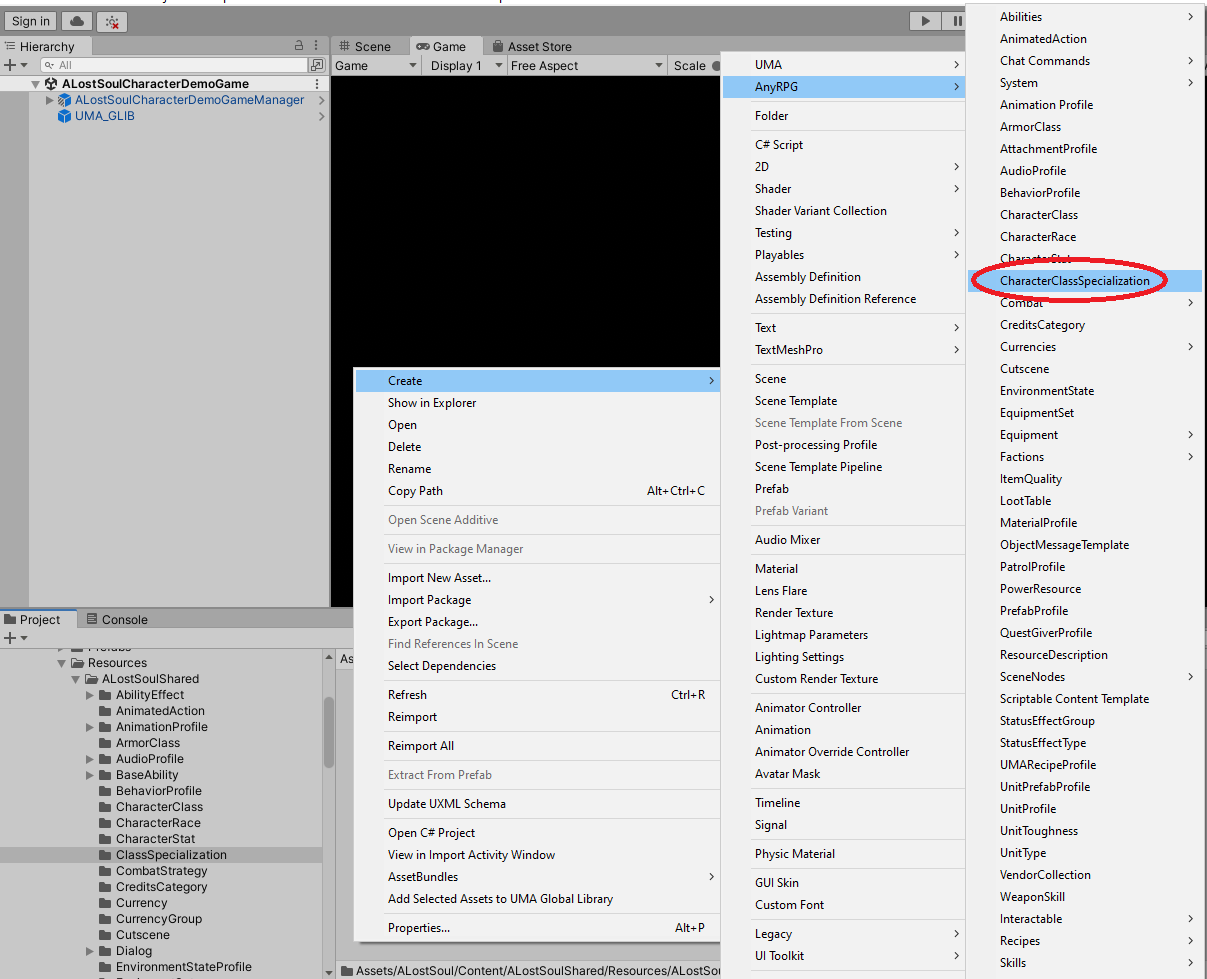 Sign in
Hierarchy
All
ALostSoulCharacterDemoGame
ALostSoulCharacterDemoGameManager
UMA_GLIB
Scene
Game
Asset Store
Game
Display 1
Free Aspect
Scale
Project
Console
Prefabs
Resources
ALostSoulShared
AbilityEffect
AnimatedAction
AnimationProfile
ArmorClass
AudioProfile
BaseAbility
BehaviorProfile
CharacterClass
CharacterRace
CharacterStat
ClassSpecialization
CombatStrategy
CreditsCategory
Currency
CurrencyGroup
Cutscene
Dialog
EnvironmentStateProfile
As
Assets/ALostSoul/Content/ALostSoulShared/Resources/ALostSou
Create
Show in Explorer
Open
Delete
Rename
Copy Path Alt+Ctrl+C
Open Scene Additive
View in Package Manager
Import New Asset...
Import Package
Export Package...
Find References In Scene
Select Dependencies
Refresh Ctrl+R
Reimport
Reimport All
Extract From Prefab
Update UXML Schema
Open C# Project
View in Import Activity Window
AssetBundles
Add Selected Assets to UMA Global Library
Properties... Alt+P
UMA
AnyRPG
Folder
C# Script
2D
Shader
Shader Variant Collection
Testing
Playables
Assembly Definition
Assembly Definition Reference
Text
TextMeshPro
Scene
Scene Template
Scene Template From Scene
Post-processing Profile
Scene Template Pipeline
Prefab
Prefab Variant
Audio Mixer
Material
Lens Flare
Render Texture
Lightmap Parameters
Lighting Settings
Custom Render Texture
Animator Controller
Animation
Animator Override Controller
Avatar Mask
Timeline
Signal
Physic Material
GUI Skin
Custom Font
Legacy
UI Toolkit
Abilities
AnimatedAction
Chat Commands
System
Animation Profile
ArmorClass
AttachmentProfile
AudioProfile
BehaviorProfile
CharacterClass
CharacterRace
CharacterStat
CharacterClassSpecialization
Combat
CreditsCategory
Currencies
Cutscene
EnvironmentState
EquipmentSet
Equipment
Factions
ItemQuality
LootTable
MaterialProfile
ObjectMessageTemplate
PatrolProfile
PowerResource
PrefabProfile
QuestGiverProfile
ResourceDescription
SceneNodes
Scriptable Content Template
StatusEffectGroup
StatusEffectType
UMARecipeProfile
UnitPrefabProfile
UnitProfile
UnitToughness
UnitType
VendorCollection
WeaponSkill
Interactable
Recipes
Skills